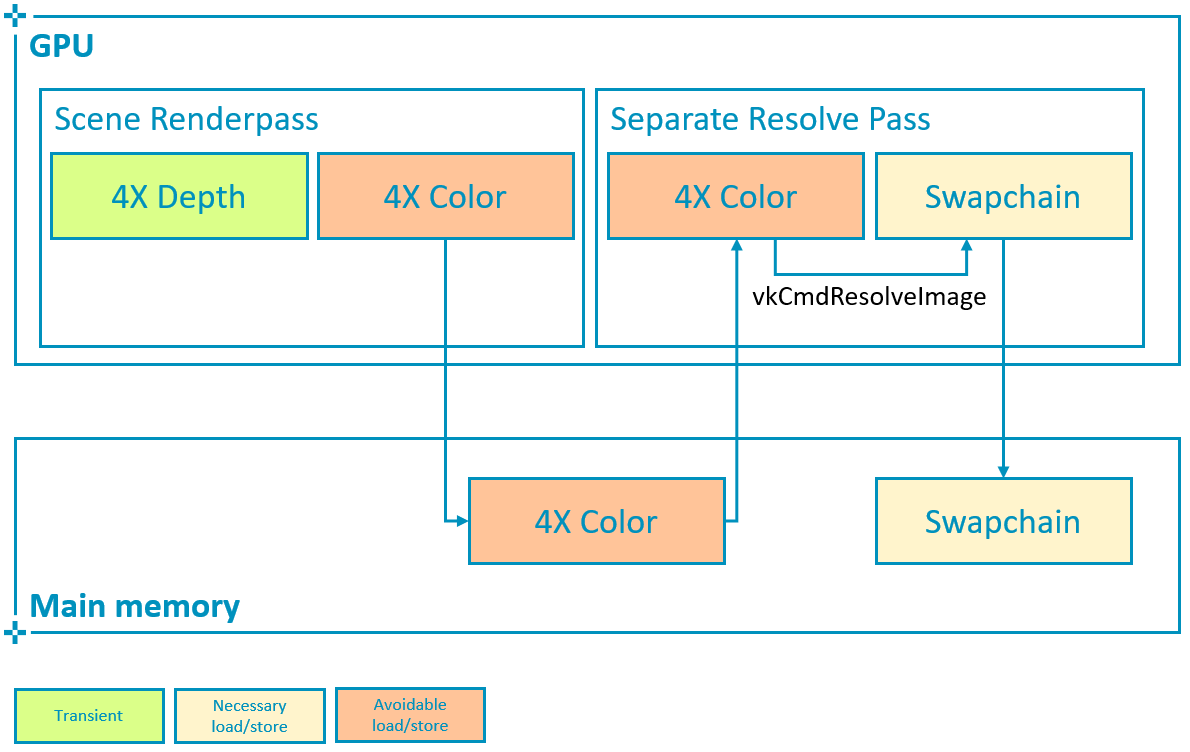 GPU
Scene Renderpass
4X Depth
4X Color
Separate Resolve Pass
4X Color
Swapchain
vkCmdResolveImage
4X Color
Swapchain
Main memory
Transient
Necessary
load/store
Avoidable
load/store